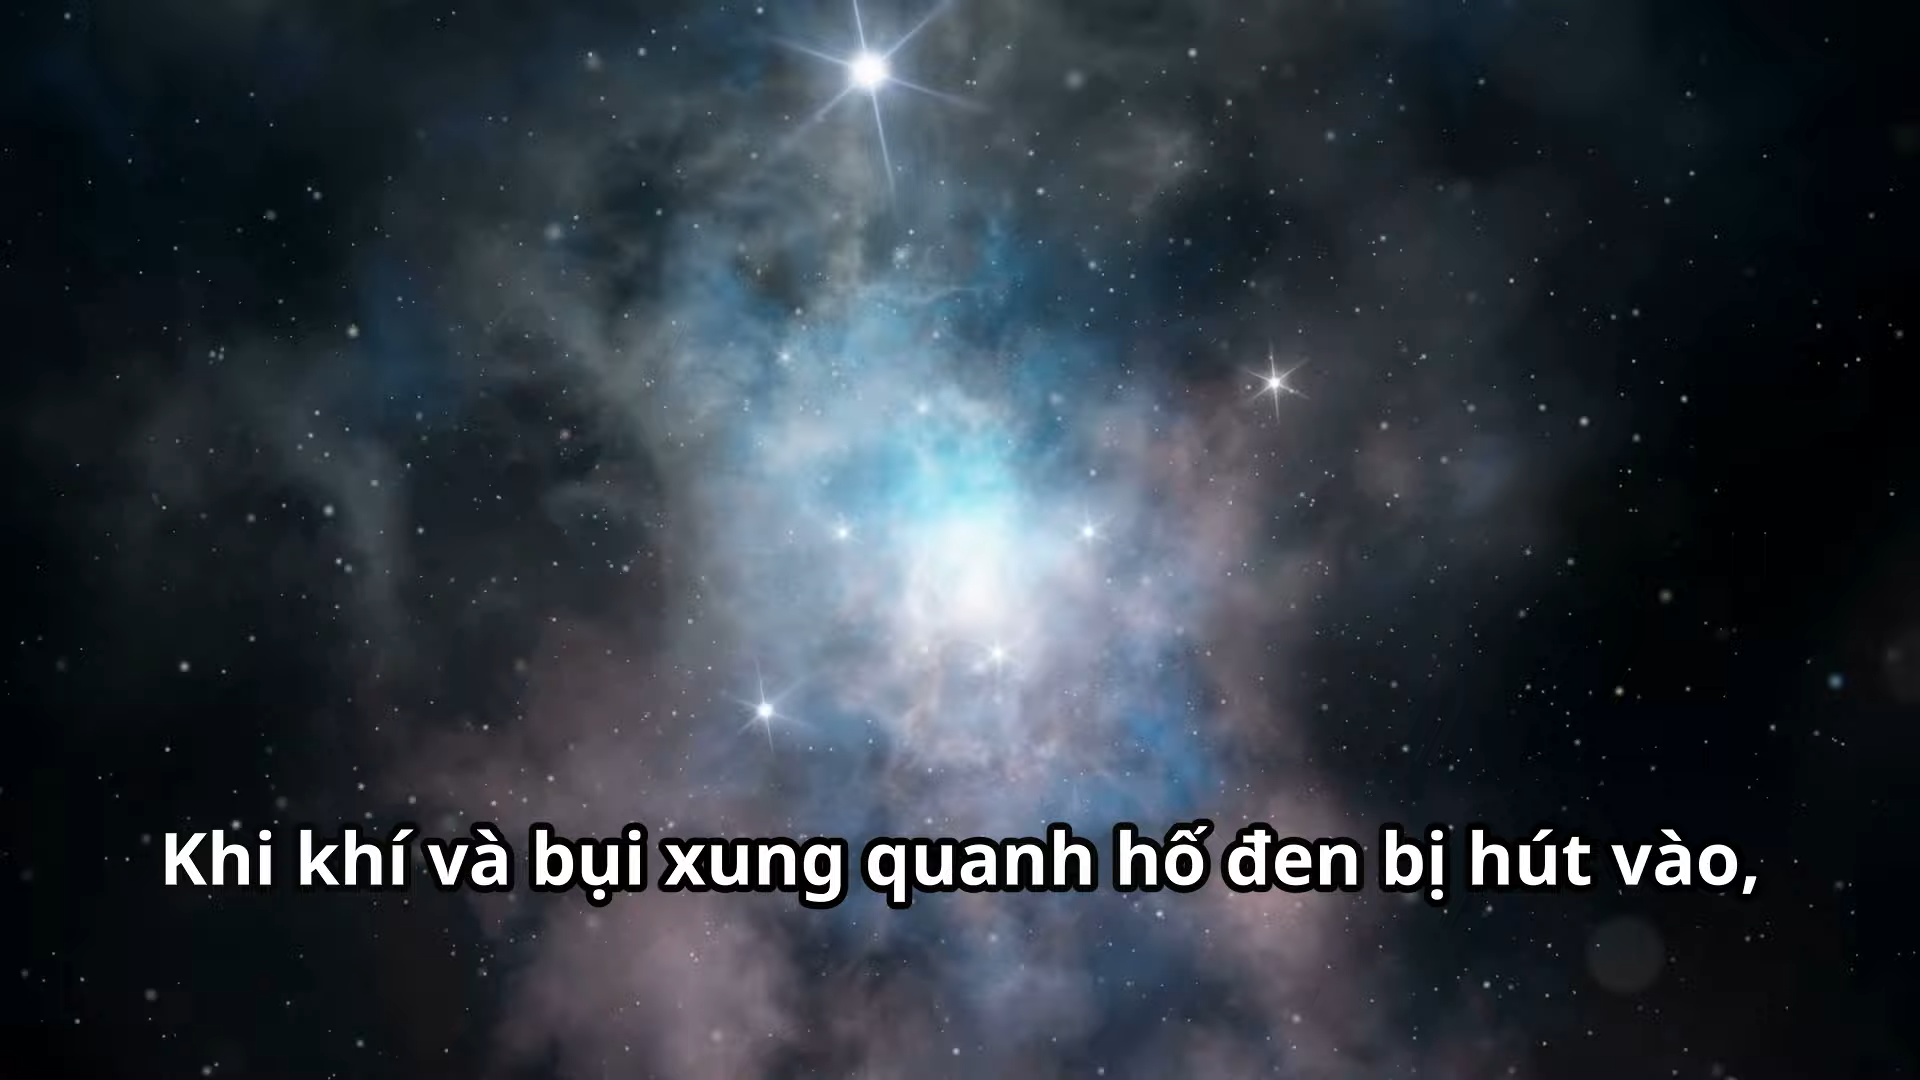 Khi khí và bụi xung quanh hố đen bị hút vào,